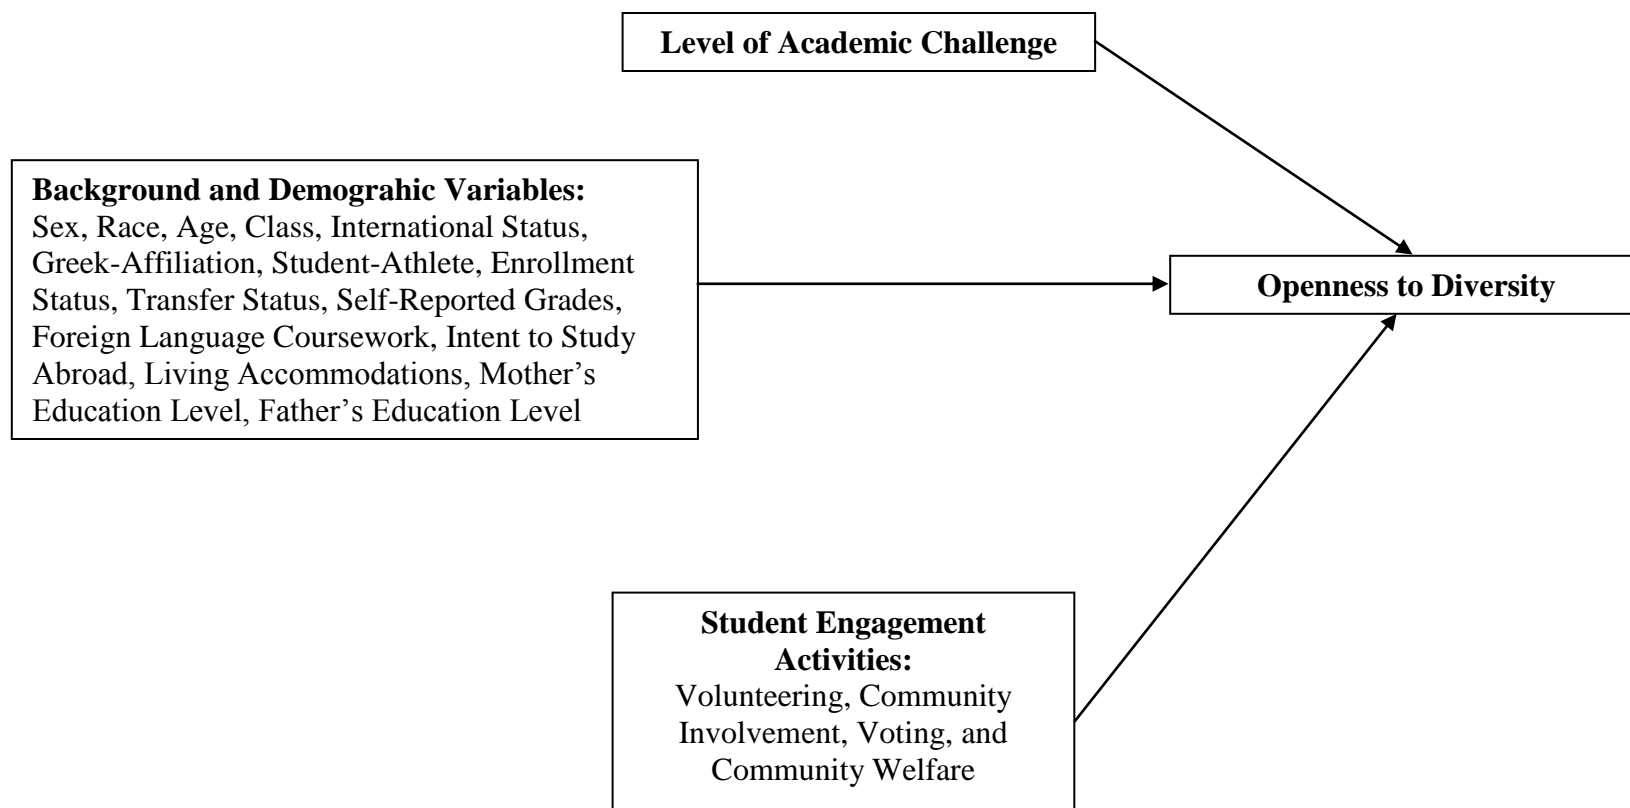 Level of Academic Challenge
Background and Demograhic Variables:
Sex, Race, Age, Class, International Status,
Greek-Affiliation, Student-Athlete, Enrollment
Status, Transfer Status, Self-Reported Grades,
Foreign Language Coursework, Intent to Study
Abroad, Living Accommodations, Mother’s
Education Level, Father’s Education Level
Openness to Diversity
Student Engagement
Activities:
Volunteering, Community
Involvement, Voting, and
Community Welfare